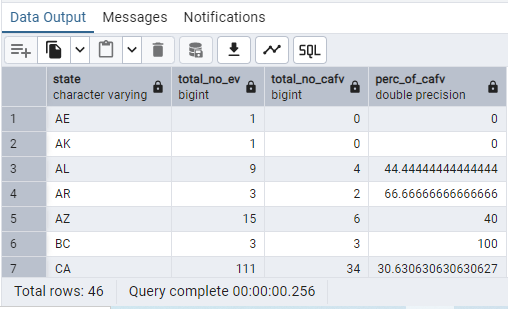 Data Output Messages Notifications
SQL
state total_no_ev total_no_cafv perc_of_cafv
character varying bigint bigint double precision
1 AE 1 0 0
2 AK 1 0 0
3 AL 9 4 44.44444444444444
4 AR 3 2 66.66666666666666
5 AZ 15 6 40
6 BC 3 3 100
7 CA 111 34 30.630630630630627
Total rows: 46 Query complete 00:00:00.256